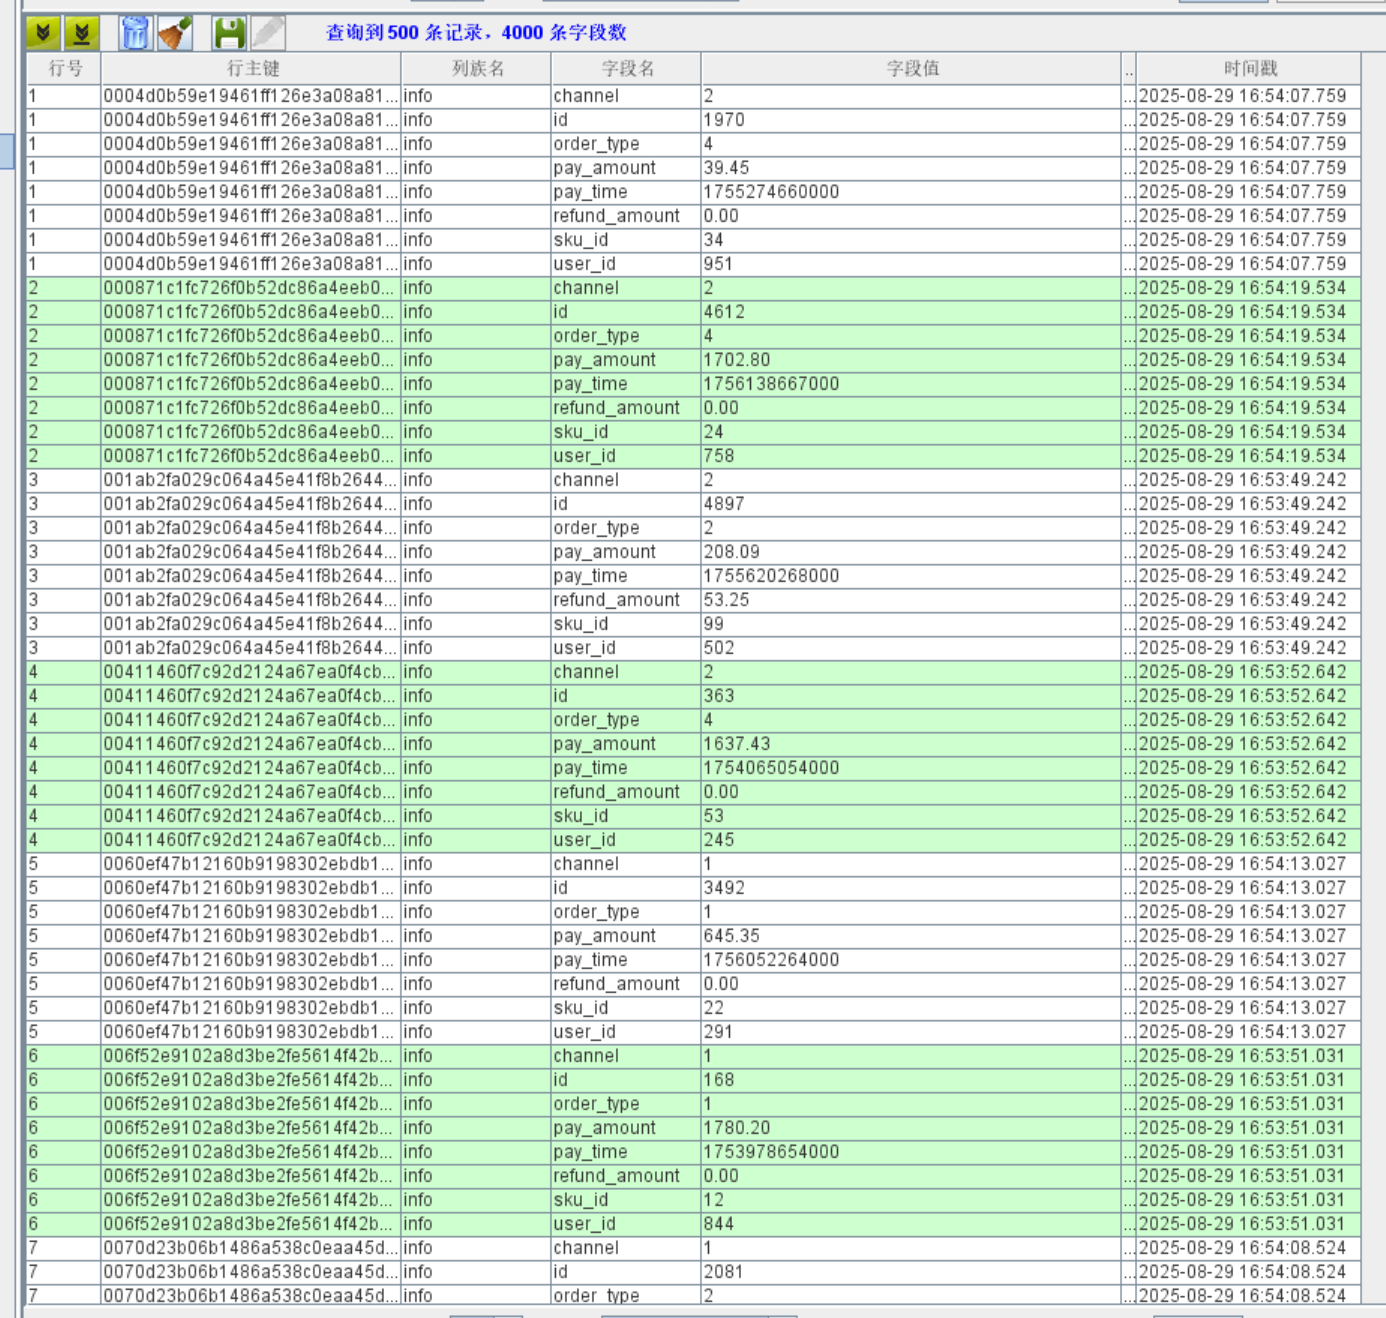 查询到 500 条记录，4000 条字段数
行号 行主键 列族名 字段名 字段值 .. 时间戳
1 0004d0b59e19461ff126e3a08a81... info channel 2 ... 2025-08-29 16:54:07.759
1 0004d0b59e19461ff126e3a08a81... info id 1970 ... 2025-08-29 16:54:07.759
1 0004d0b59e19461ff126e3a08a81... info order_type 4 ... 2025-08-29 16:54:07.759
1 0004d0b59e19461ff126e3a08a81... info pay_amount 39.45 ... 2025-08-29 16:54:07.759
1 0004d0b59e19461ff126e3a08a81... info pay_time 1755274660000 ... 2025-08-29 16:54:07.759
1 0004d0b59e19461ff126e3a08a81... info refund_amount 0.00 ... 2025-08-29 16:54:07.759
1 0004d0b59e19461ff126e3a08a81... info sku_id 34 ... 2025-08-29 16:54:07.759
1 0004d0b59e19461ff126e3a08a81... info user_id 951 ... 2025-08-29 16:54:07.759
2 000871c1fc726f0b52dc86a4eeb0... info channel 2 ... 2025-08-29 16:54:19.534
2 000871c1fc726f0b52dc86a4eeb0... info id 4612 ... 2025-08-29 16:54:19.534
2 000871c1fc726f0b52dc86a4eeb0... info order_type 4 ... 2025-08-29 16:54:19.534
2 000871c1fc726f0b52dc86a4eeb0... info pay_amount 1702.80 ... 2025-08-29 16:54:19.534
2 000871c1fc726f0b52dc86a4eeb0... info pay_time 1756138667000 ... 2025-08-29 16:54:19.534
2 000871c1fc726f0b52dc86a4eeb0... info refund_amount 0.00 ... 2025-08-29 16:54:19.534
2 000871c1fc726f0b52dc86a4eeb0... info sku_id 24 ... 2025-08-29 16:54:19.534
2 000871c1fc726f0b52dc86a4eeb0... info user_id 758 ... 2025-08-29 16:54:19.534
3 001ab2fa029c064a45e41f8b2644... info channel 2 ... 2025-08-29 16:53:49.242
3 001ab2fa029c064a45e41f8b2644... info id 4897 ... 2025-08-29 16:53:49.242
3 001ab2fa029c064a45e41f8b2644... info order_type 2 ... 2025-08-29 16:53:49.242
3 001ab2fa029c064a45e41f8b2644... info pay_amount 208.09 ... 2025-08-29 16:53:49.242
3 001ab2fa029c064a45e41f8b2644... info pay_time 1755620268000 ... 2025-08-29 16:53:49.242
3 001ab2fa029c064a45e41f8b2644... info refund_amount 53.25 ... 2025-08-29 16:53:49.242
3 001ab2fa029c064a45e41f8b2644... info sku_id 99 ... 2025-08-29 16:53:49.242
3 001ab2fa029c064a45e41f8b2644... info user_id 502 ... 2025-08-29 16:53:49.242
4 00411460f7c92d2124a67ea0f4cb... info channel 2 ... 2025-08-29 16:53:52.642
4 00411460f7c92d2124a67ea0f4cb... info id 363 ... 2025-08-29 16:53:52.642
4 00411460f7c92d2124a67ea0f4cb... info order_type 4 ... 2025-08-29 16:53:52.642
4 00411460f7c92d2124a67ea0f4cb... info pay_amount 1637.43 ... 2025-08-29 16:53:52.642
4 00411460f7c92d2124a67ea0f4cb... info pay_time 1754065054000 ... 2025-08-29 16:53:52.642
4 00411460f7c92d2124a67ea0f4cb... info refund_amount 0.00 ... 2025-08-29 16:53:52.642
4 00411460f7c92d2124a67ea0f4cb... info sku_id 53 ... 2025-08-29 16:53:52.642
4 00411460f7c92d2124a67ea0f4cb... info user_id 245 ... 2025-08-29 16:53:52.642
5 0060ef47b12160b9198302ebdb1... info channel 1 ... 2025-08-29 16:54:13.027
5 0060ef47b12160b9198302ebdb1... info id 3492 ... 2025-08-29 16:54:13.027
5 0060ef47b12160b9198302ebdb1... info order_type 1 ... 2025-08-29 16:54:13.027
5 0060ef47b12160b9198302ebdb1... info pay_amount 645.35 ... 2025-08-29 16:54:13.027
5 0060ef47b12160b9198302ebdb1... info pay_time 1756052264000 ... 2025-08-29 16:54:13.027
5 0060ef47b12160b9198302ebdb1... info refund_amount 0.00 ... 2025-08-29 16:54:13.027
5 0060ef47b12160b9198302ebdb1... info sku_id 22 ... 2025-08-29 16:54:13.027
5 0060ef47b12160b9198302ebdb1... info user_id 291 ... 2025-08-29 16:54:13.027
6 006f52e9102a8d3be2fe5614f42b... info channel 1 ... 2025-08-29 16:53:51.031
6 006f52e9102a8d3be2fe5614f42b... info id 168 ... 2025-08-29 16:53:51.031
6 006f52e9102a8d3be2fe5614f42b... info order_type 1 ... 2025-08-29 16:53:51.031
6 006f52e9102a8d3be2fe5614f42b... info pay_amount 1780.20 ... 2025-08-29 16:53:51.031
6 006f52e9102a8d3be2fe5614f42b... info pay_time 1753978654000 ... 2025-08-29 16:53:51.031
6 006f52e9102a8d3be2fe5614f42b... info refund_amount 0.00 ... 2025-08-29 16:53:51.031
6 006f52e9102a8d3be2fe5614f42b... info sku_id 12 ... 2025-08-29 16:53:51.031
6 006f52e9102a8d3be2fe5614f42b... info user_id 844 ... 2025-08-29 16:53:51.031
7 0070d23b06b1486a538c0eaa45d... info channel 1 ... 2025-08-29 16:54:08.524
7 0070d23b06b1486a538c0eaa45d... info id 2081 ... 2025-08-29 16:54:08.524
7 0070d23b06b1486a538c0eaa45d... info order_type 2 ... 2025-08-29 16:54:08.524